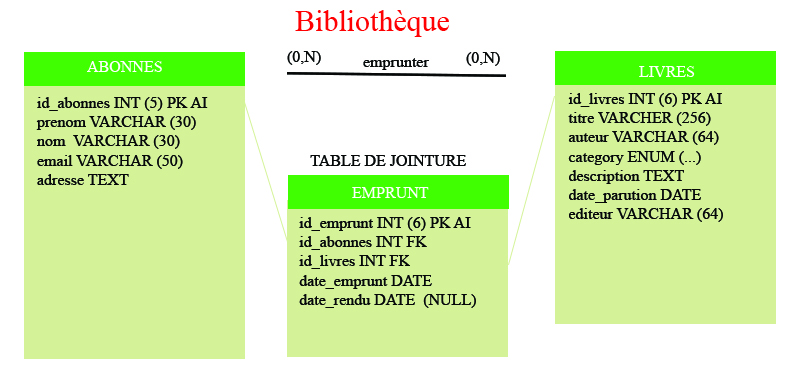 Bibliothèque
(0,N) emprunter (0,N)
ABONNES
id_abonnes INT (5) PK AI
prenom VARCHAR (30)
nom VARCHAR (30)
email VARCHAR (50)
adresse TEXT
TABLE DE JOINTURE
EMPRUNT
id_emprunt INT (6) PK AI
id_abonnes INT FK
id_livres INT FK
date_emprunt DATE
date_rendu DATE (NULL)
LIVRES
id_livres INT (6) PK AI
titre VARCHER (256)
auteur VARCHAR (64)
category ENUM (...)
description TEXT
date_parution DATE
editeur VARCHAR (64)